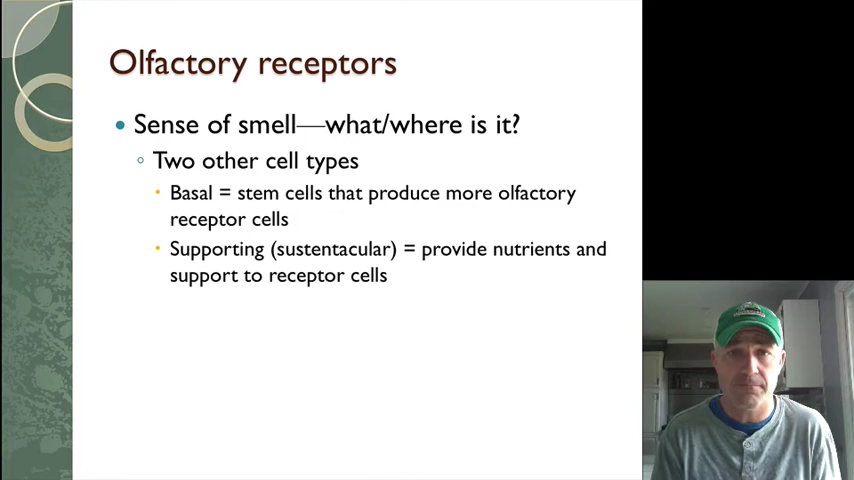 Olfactory receptors
• Sense of smell—what/where is it?
◦ Two other cell types
• Basal = stem cells that produce more olfactory
receptor cells
• Supporting (sustentacular) = provide nutrients and
support to receptor cells